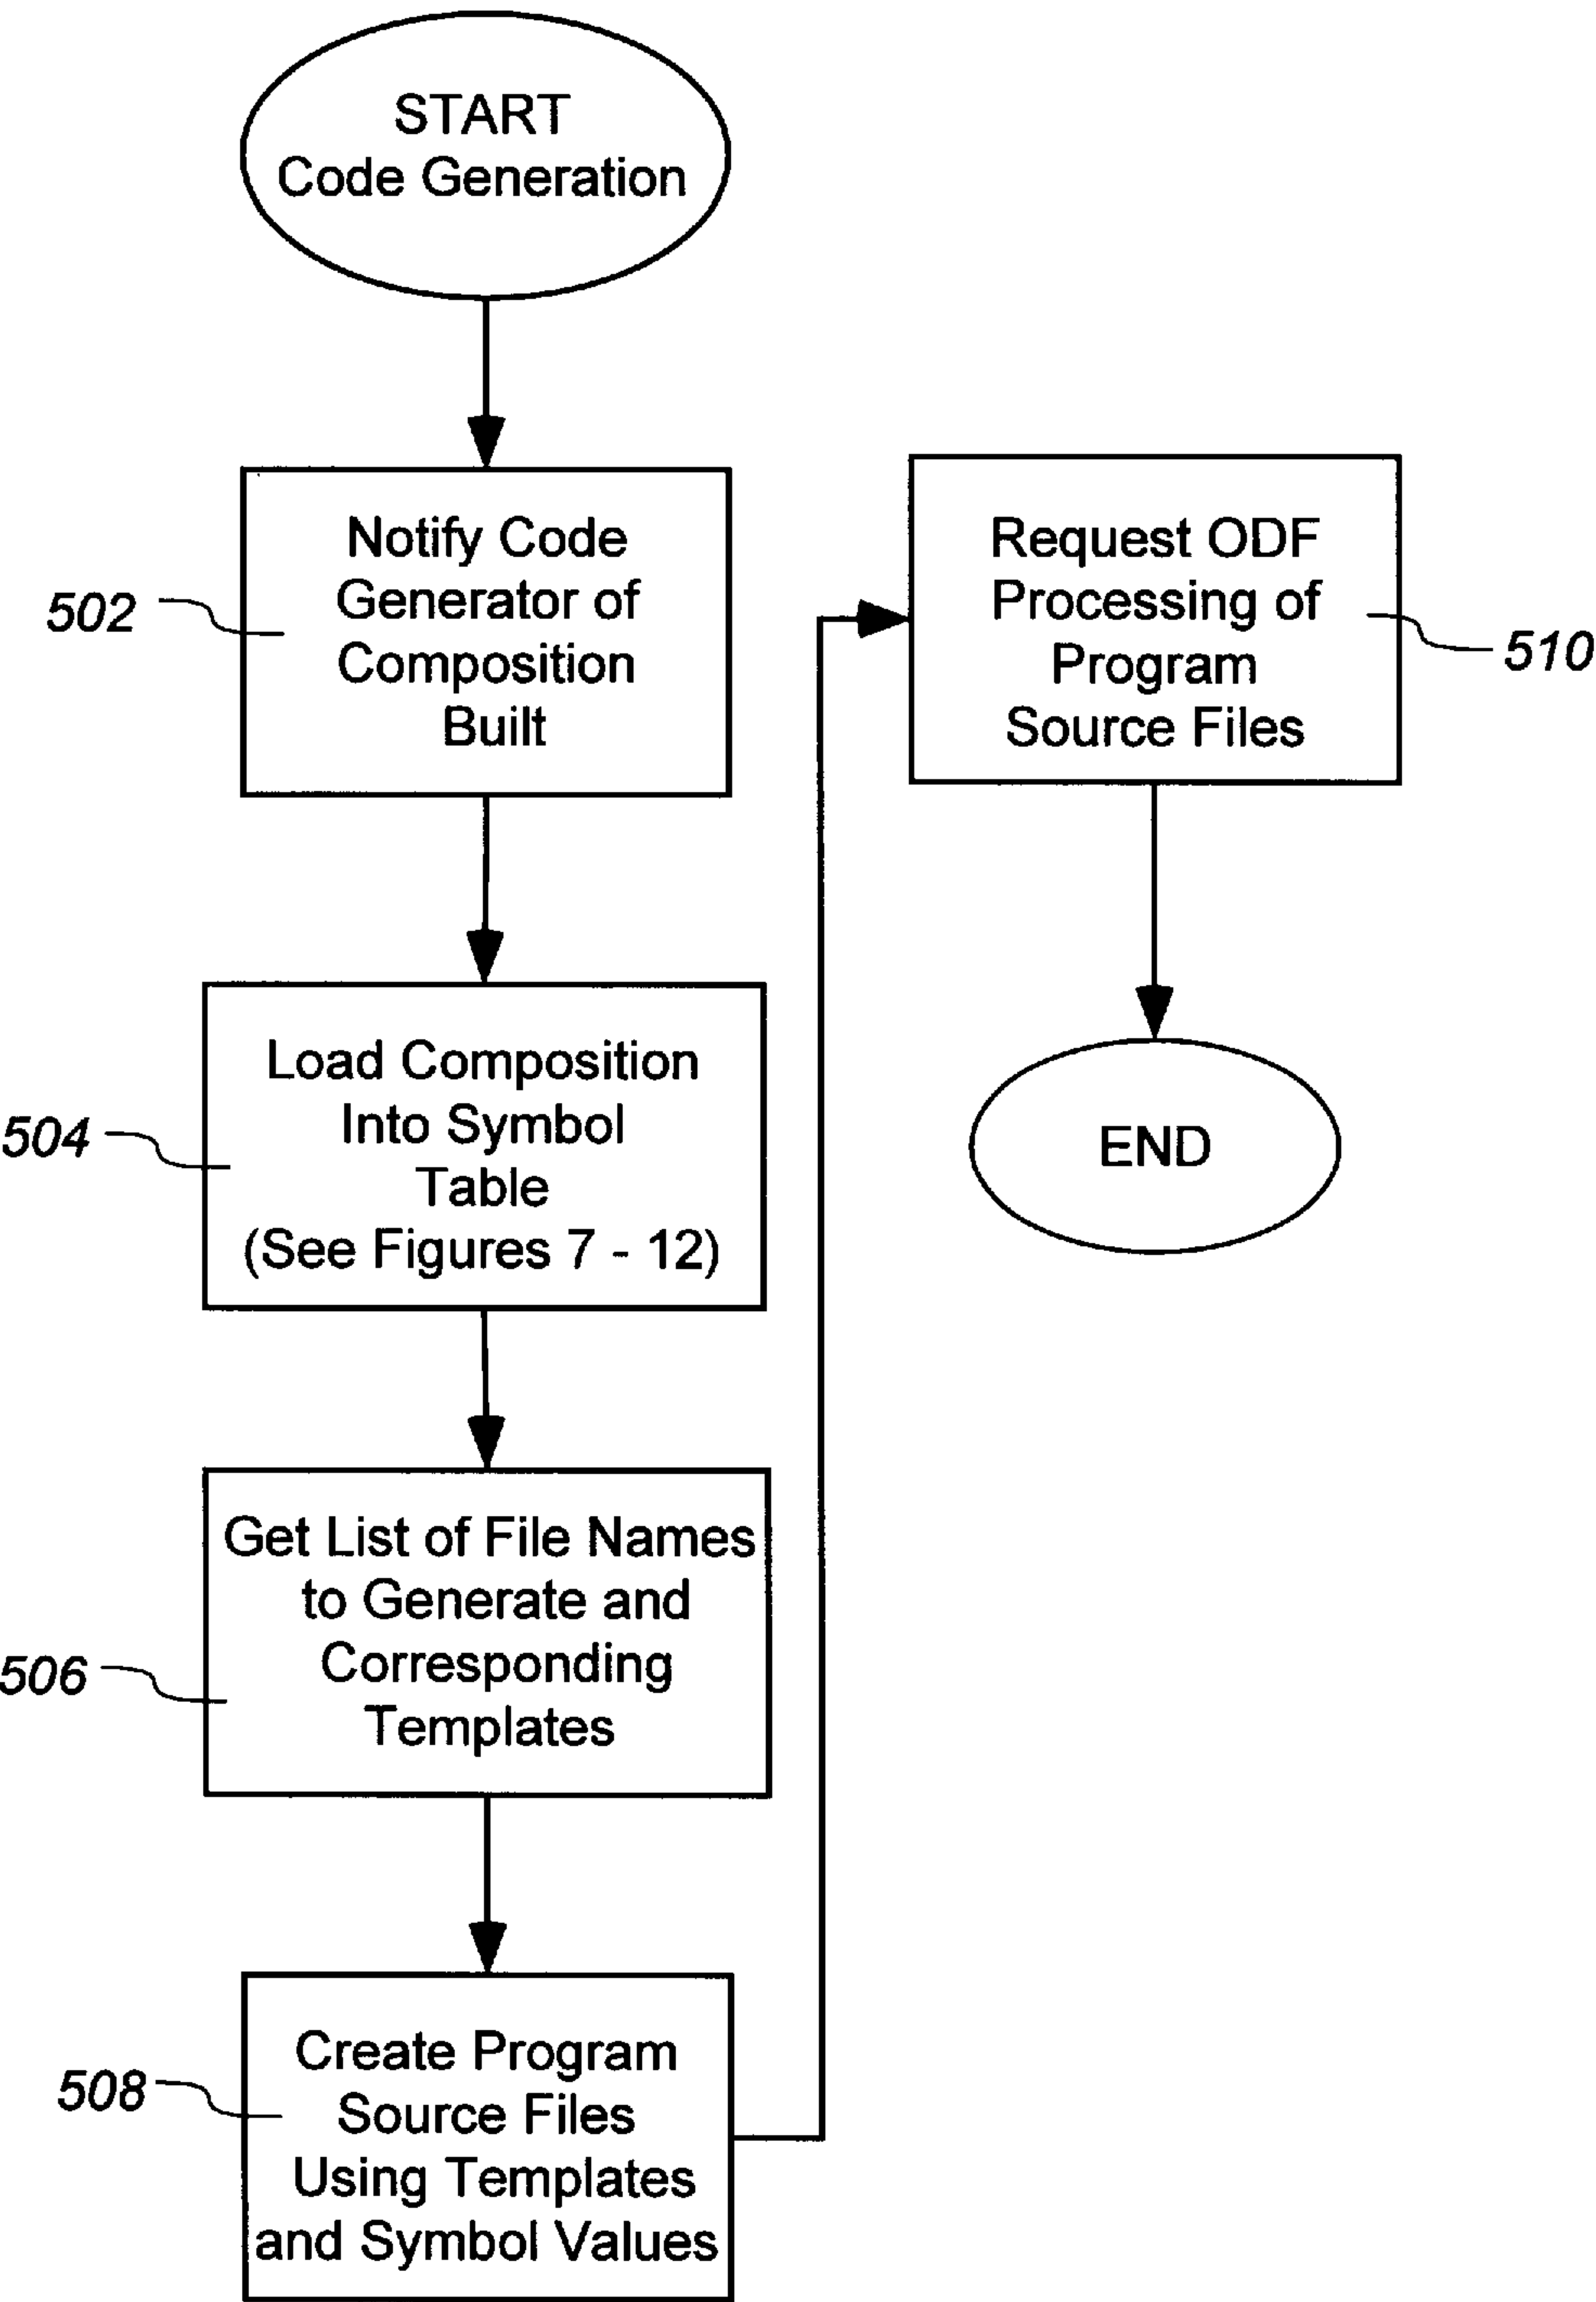 START
Code Generation
502
Notify Code
Generator of
Composition
Built
504
Load Composition
Into Symbol
Table
(See Figures 7 - 12)
506
Get List of File Names
to Generate and
Corresponding
Templates
508
Create Program
Source Files
Using Templates
and Symbol Values
Request ODF
Processing of
Program
Source Files
510
END